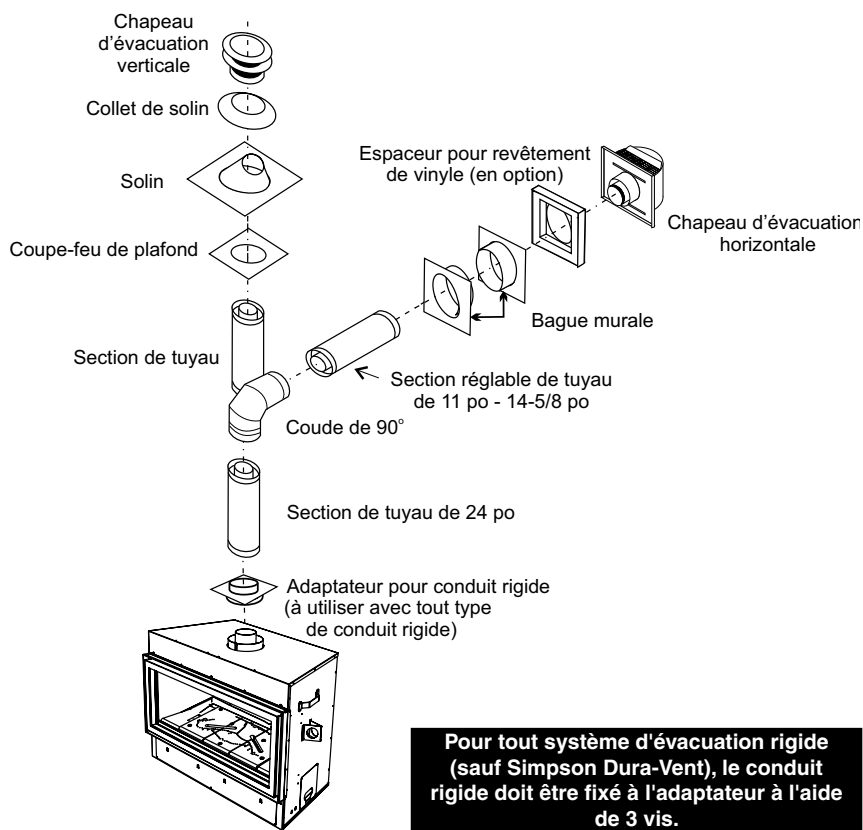 Chapeau
d'évacuation
verticale
Collet de solin
Solin
Coupe-feu de plafond
Section de tuyau
Espaceur pour revêtement
de vinyle (en option)
Chapeau d'évacuation
horizontale
Bague murale
Section réglable de tuyau
de 11 po - 14-5/8 po
Coude de 90°
Section de tuyau de 24 po
Adaptateur pour conduit rigide
(à utiliser avec tout type
de conduit rigide)
Pour tout système d'évacuation rigide
(sauf Simpson Dura-Vent), le conduit
rigide doit être fixé à l'adaptateur à l'aide
de 3 vis.